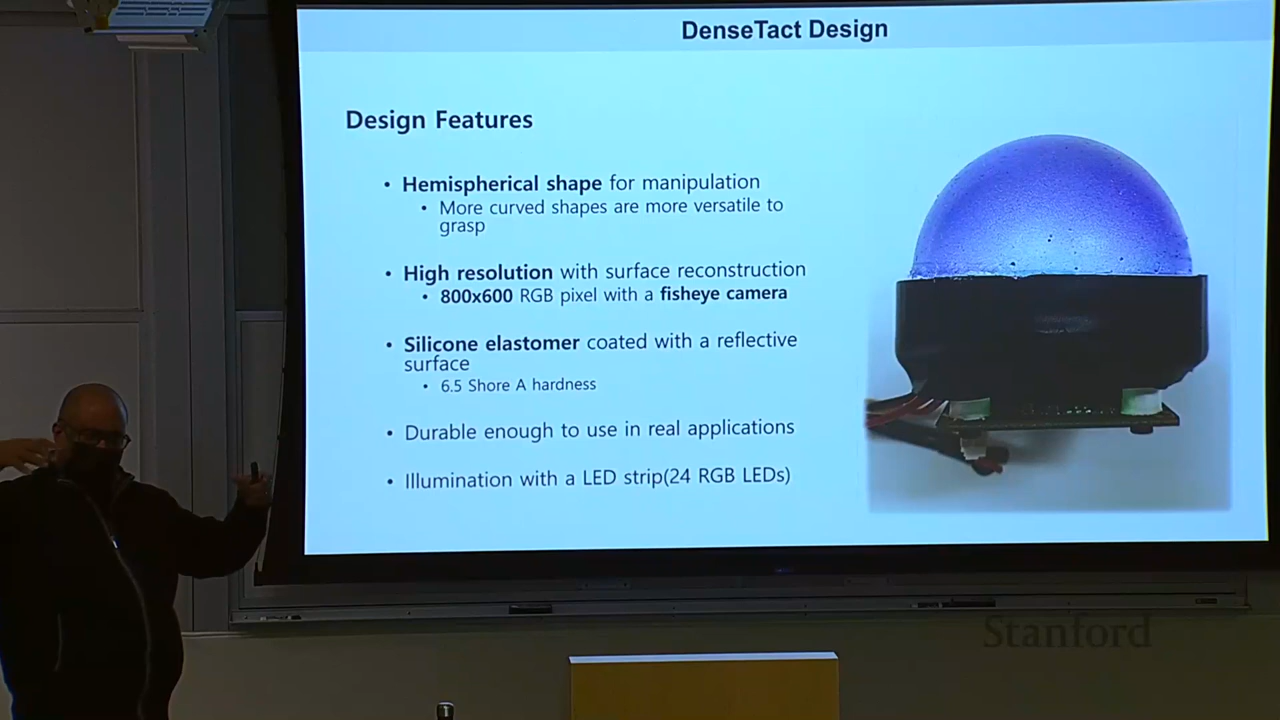 DenseTact Design
Design Features
• Hemispherical shape for manipulation
• More curved shapes are more versatile to
grasp
• High resolution with surface reconstruction
• 800x600 RGB pixel with a fisheye camera
• Silicone elastomer coated with a reflective
surface
• 6.5 Shore A hardness
• Durable enough to use in real applications
• Illumination with a LED strip(24 RGB LEDs)
Stanford